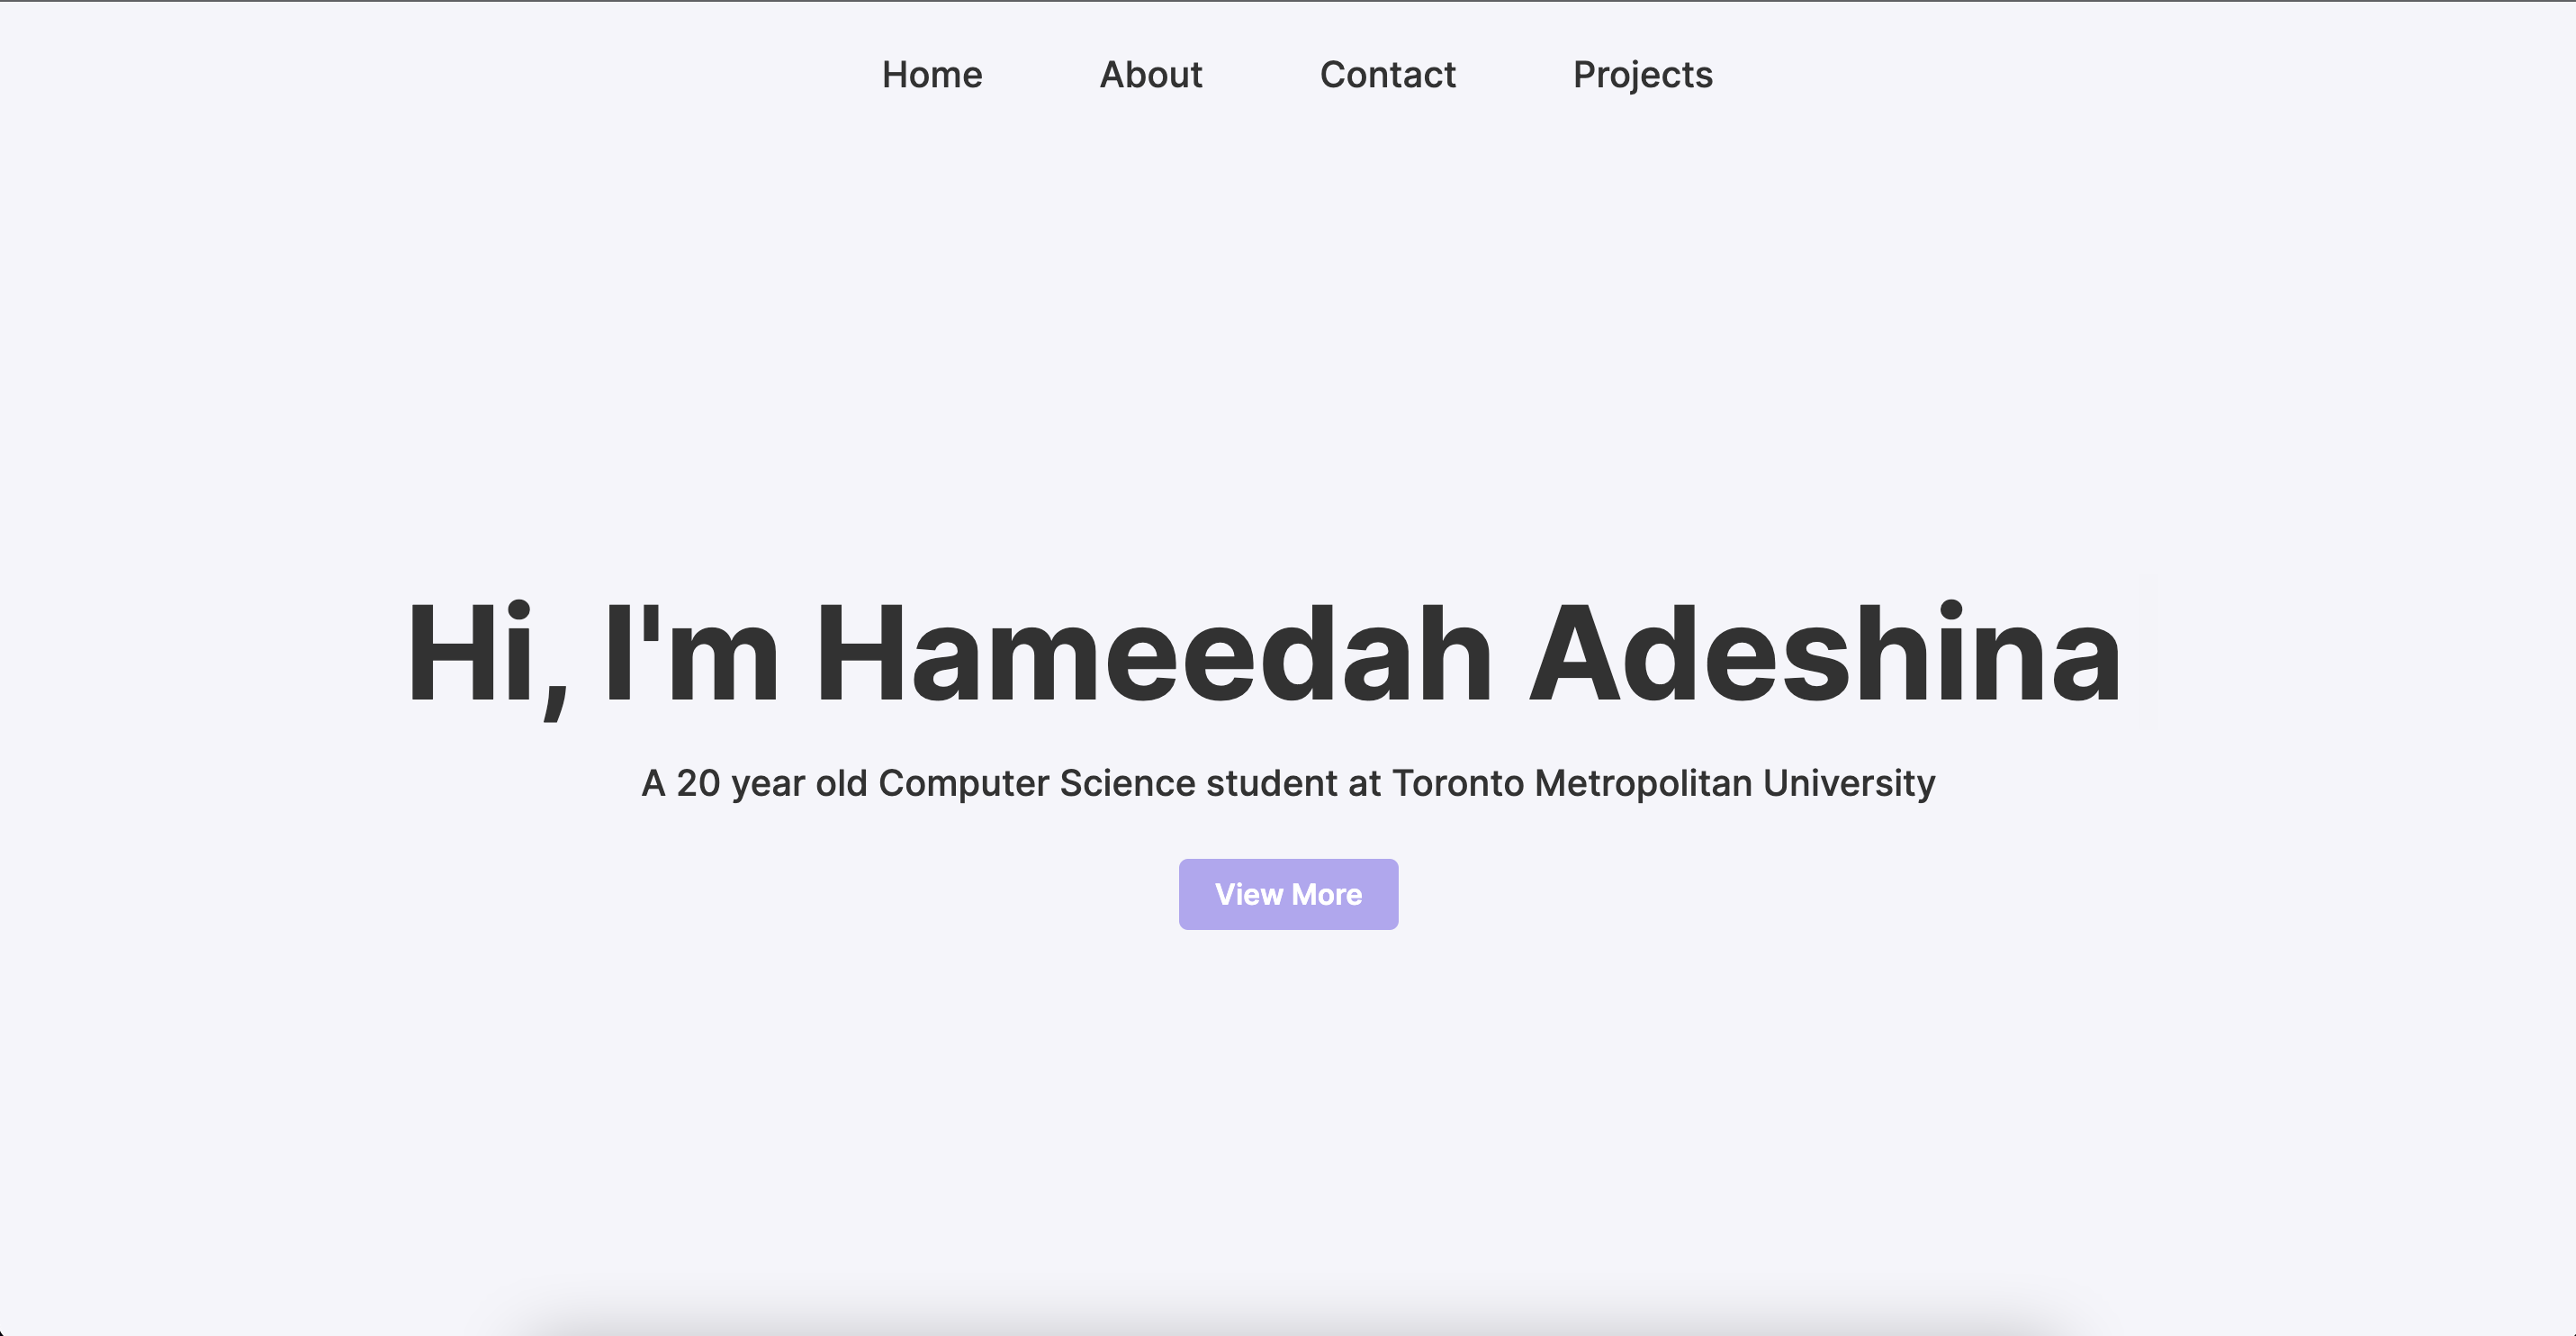 Home About Contact Projects
Hi, I'm Hameedah Adeshina
A 20 year old Computer Science student at Toronto Metropolitan University
View More